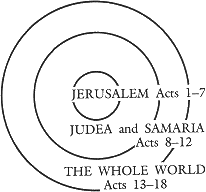 JERUSALEM Acts 1–7
JUDEA and SAMARIA
Acts 8–12
THE WHOLE WORLD
Acts 13–18